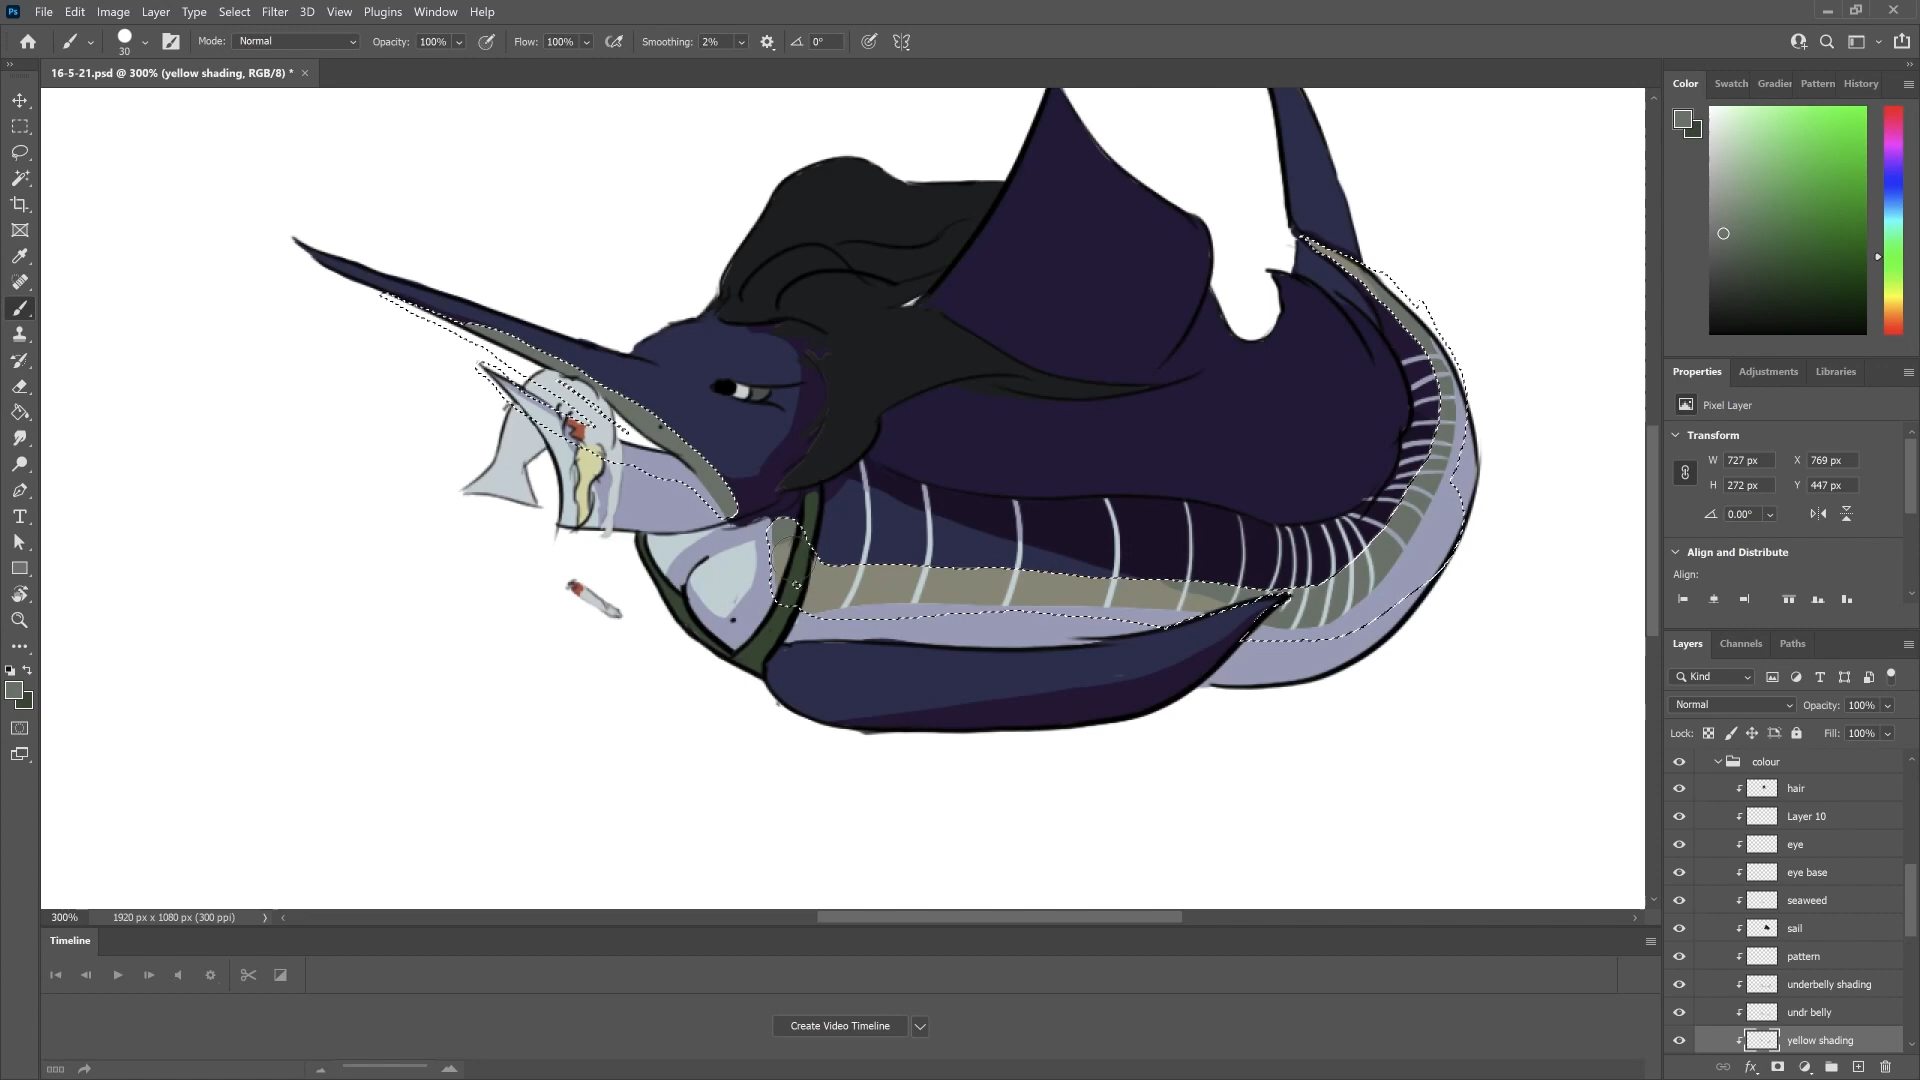 Ps File Edit Image Layer Type Select Filter 3D View Plugins Window Help
30 Mode: Normal Opacity: 100% Flow: 100% Smoothing: 2% 0°
16-5-21.psd @ 300% (yellow shading, RGB/8) *
Color Swatch Gradier Pattern History
Properties Adjustments Libraries
Pixel Layer
Transform
W 727 px X 769 px
H 272 px Y 447 px
0.00°
Align and Distribute
Align:
Layers Channels Paths
Kind
Normal Opacity: 100%
Lock: Fill: 100%
colour
hair
Layer 10
eye
eye base
seaweed
sail
pattern
underbelly shading
undr belly
yellow shading
300% 1920 px x 1080 px (300 ppi)
Timeline
Create Video Timeline
fx